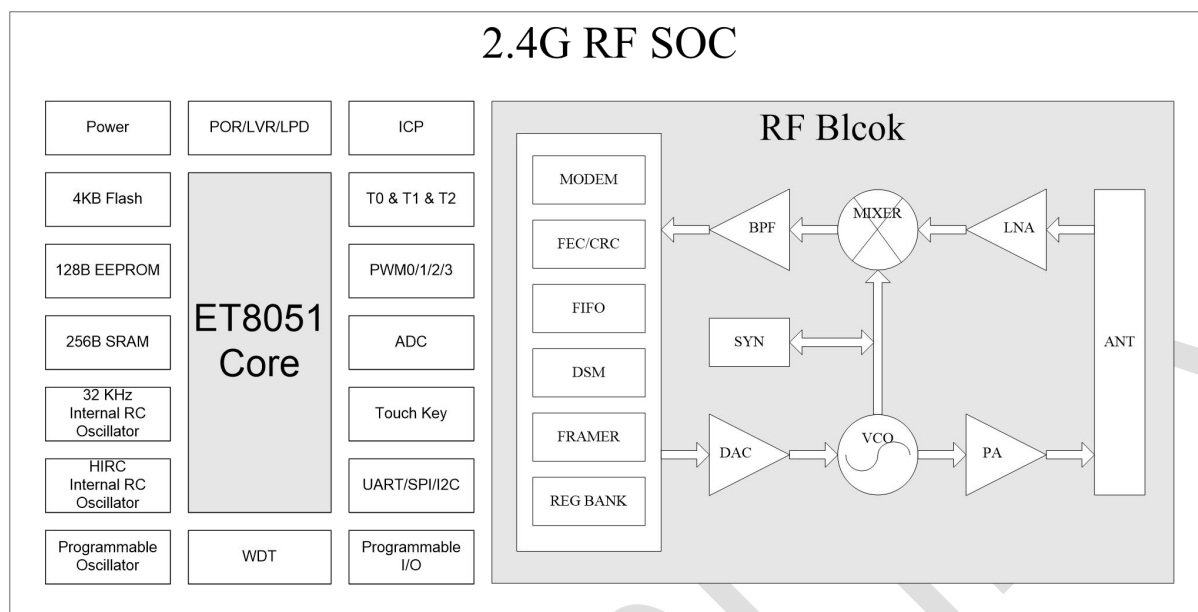 2.4G RF SOC
Power
POR/LVR/LPD
ICP
4KB Flash
T0 & T1 & T2
128B EEPROM
PWM0/1/2/3
256B SRAM
ADC
32 KHz
Internal RC
Oscillator
Touch Key
HIRC
Internal RC
Oscillator
UART/SPI/I2C
Programmable
Oscillator
WDT
Programmable
I/O
ET8051
Core
RF Blcok
MODEM
FEC/CRC
FIFO
DSM
FRAMER
REG BANK
BPF
MIXER
LNA
SYN
ANT
DAC
VCO
PA